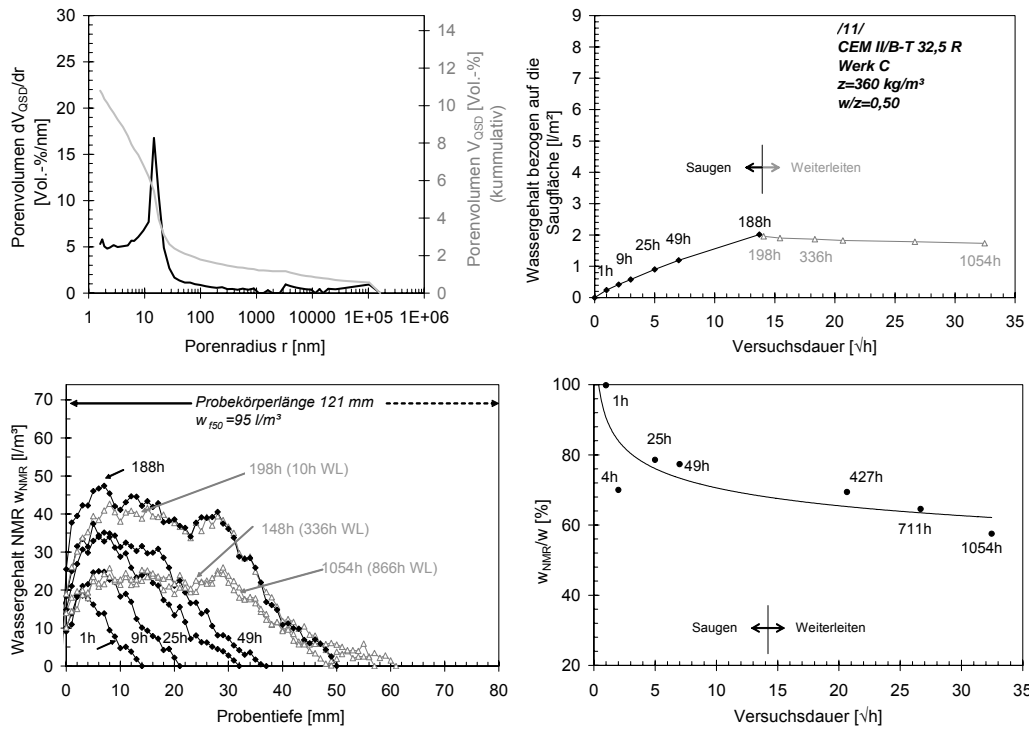 Porenvolumen dV_QSD/dr
[Vol.-%/nm]
30
25
20
15
10
5
0
14
12
10
8
6
4
2
0
Porenvolumen V_QSD [Vol.-%]
(kummulativ)
1
10
100
1000
10000
1E+05
1E+06
Porenradius r [nm]
Wassergehalt bezogen auf die
Saugfläche [l/m²]
9
8
7
6
5
4
3
2
1
0
/11/
CEM II/B-T 32,5 R
Werk C
z=360 kg/m³
w/z=0,50
Saugen
Weiterleiten
1h
9h
25h
49h
188h
198h
336h
1054h
0
5
10
15
20
25
30
35
Versuchsdauer [√h]
Wassergehalt NMR w_NMR [l/m³]
70
60
50
40
30
20
10
0
Probekörperlänge 121 mm
w_f50 =95 l/m³
188h
198h (10h WL)
148h (336h WL)
1054h (866h WL)
1h
9h
25h
49h
0
10
20
30
40
50
60
70
80
Probentiefe [mm]
w_NMR/w [%]
100
80
60
40
20
1h
4h
25h
49h
427h
711h
1054h
Saugen
Weiterleiten
0
5
10
15
20
25
30
35
Versuchsdauer [√h]